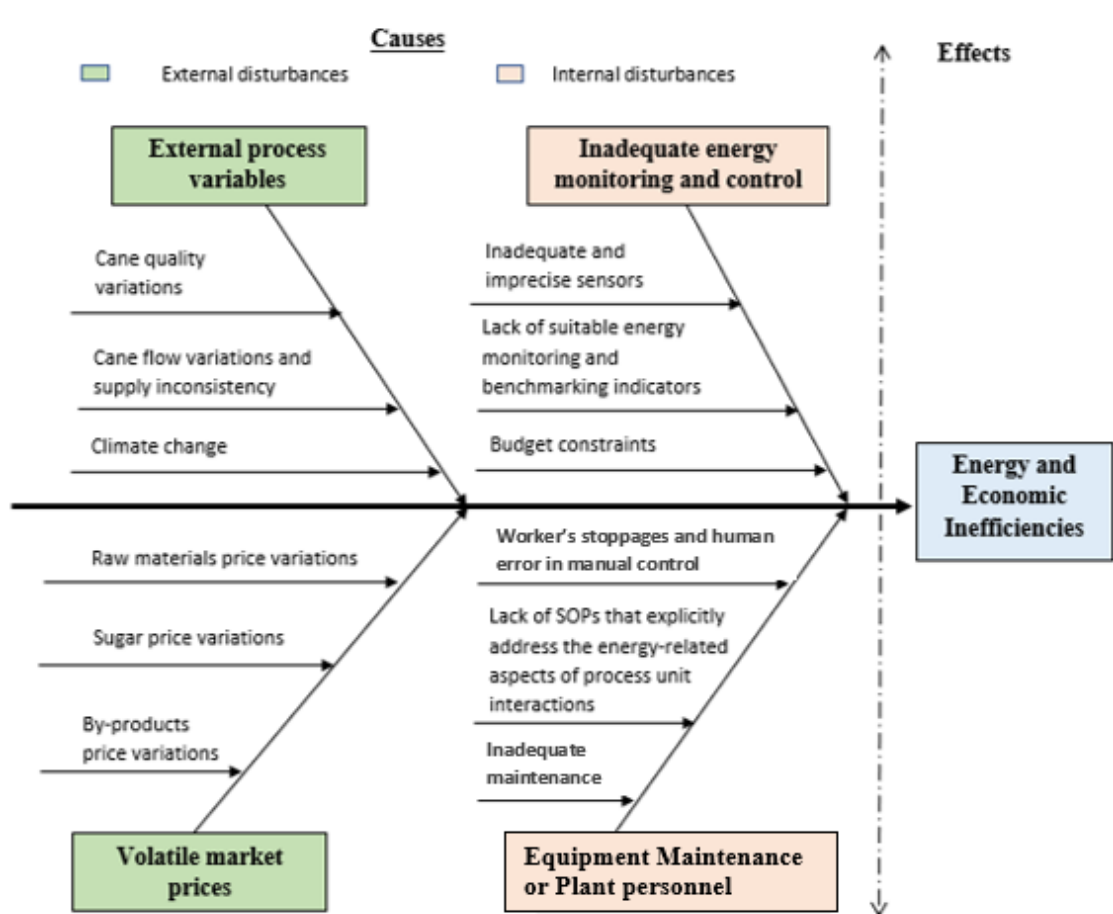 Causes
Effects
External disturbances
Internal disturbances
External process
variables
Inadequate energy
monitoring and control
Cane quality
variations
Cane flow variations and
supply inconsistency
Climate change
Inadequate and
imprecise sensors
Lack of suitable energy
monitoring and
benchmarking indicators
Budget constraints
Energy and
Economic
Inefficiencies
Raw materials price variations
Sugar price variations
By-products
price variations
Worker's stoppages and human
error in manual control
Lack of SOPs that explicitly
address the energy-related
aspects of process unit
interactions
Inadequate
maintenance
Volatile market
prices
Equipment Maintenance
or Plant personnel